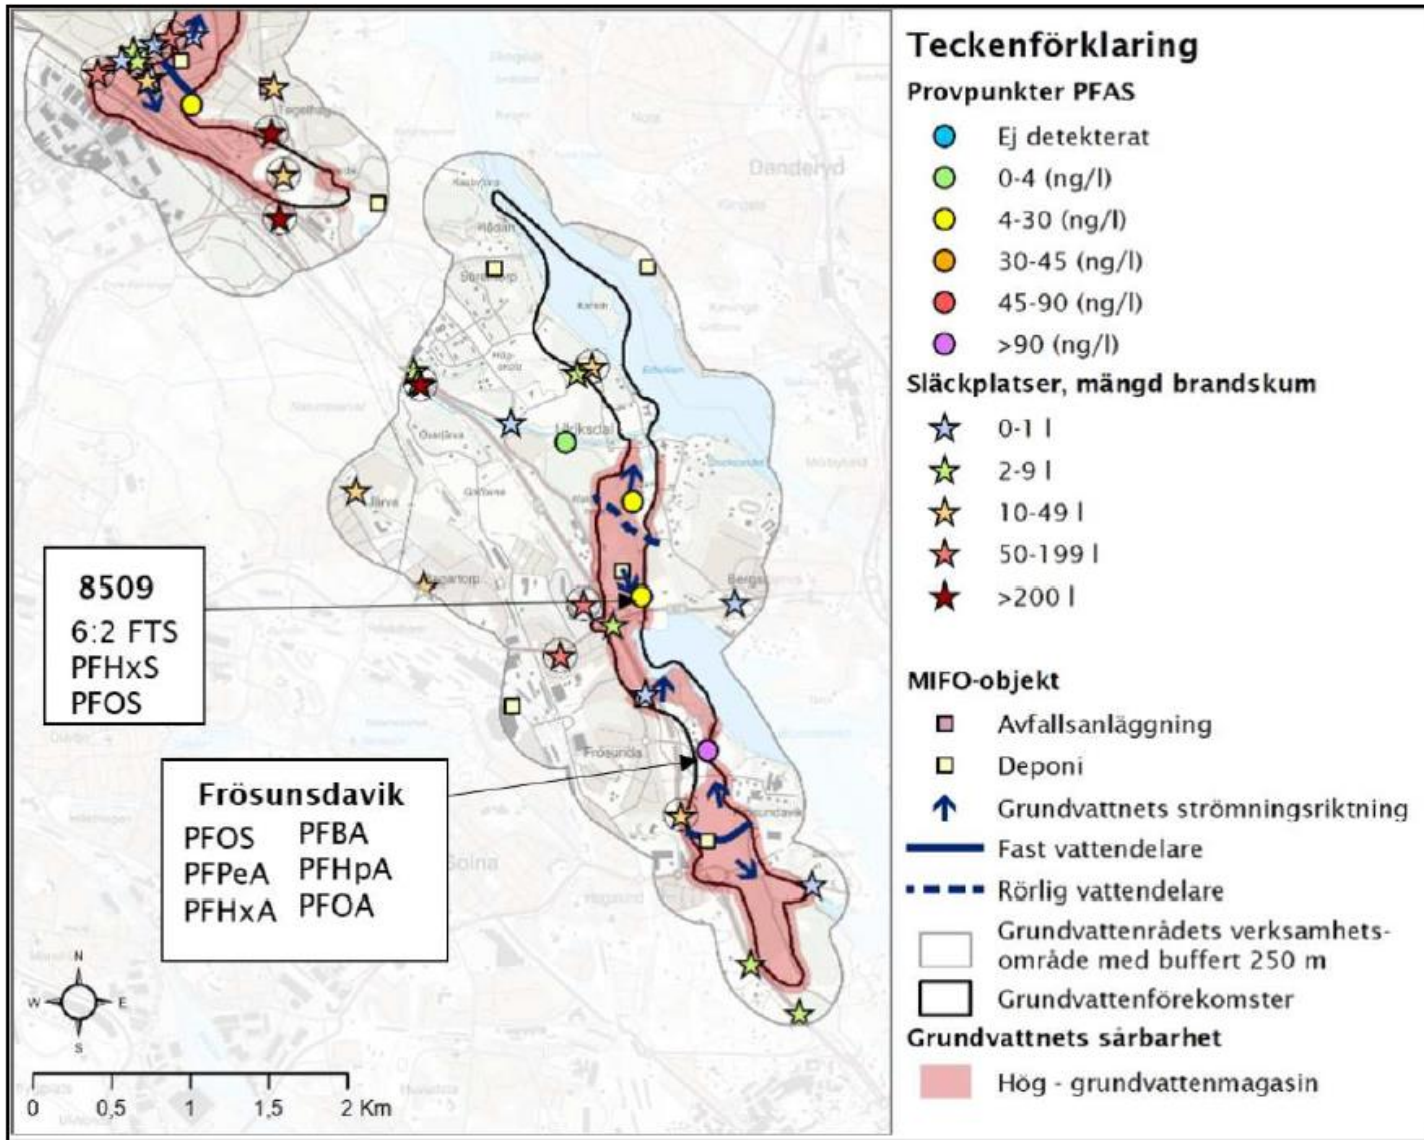 Teckenförklaring
Provpunkter PFAS
Ej detekterat
0-4 (ng/l)
4-30 (ng/l)
30-45 (ng/l)
45-90 (ng/l)
>90 (ng/l)
Släckplatser, mängd brandskum
0-1 l
2-9 l
10-49 l
50-199 l
>200 l
MIFO-objekt
Avfallsanläggning
Deponi
Grundvattnets strömningsriktning
Fast vattendelare
Rörlig vattendelare
Grundvattenrådets verksamhets-
område med buffert 250 m
Grundvattenförekomster
Grundvattnets sårbarhet
Hög - grundvattenmagasin
Danderyd
Ulriksdal
Järva
Frösunda
Solna
8509
6:2 FTS
PFHxS
PFOS
Frösunsdavik
PFOS PFBA
PFPeA PFHpA
PFHxA PFOA
N
W E
S
0 0,5 1 1,5 2 Km